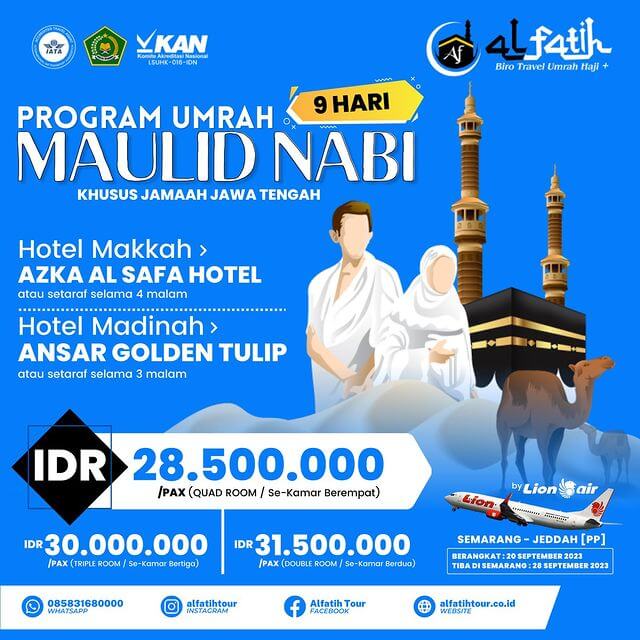 IATA
KAN
Komite Akreditasi Nasional
LSUHK-016-IDN
Af
al fatih
Biro Travel Umrah Haji +
PROGRAM UMRAH
9 HARI
MAULID NABI
KHUSUS JAMAAH JAWA TENGAH
Hotel Makkah >
AZKA AL SAFA HOTEL
atau setaraf selama 4 malam
Hotel Madinah >
ANSAR GOLDEN TULIP
atau setaraf selama 3 malam
IDR 28.500.000
/PAX (QUAD ROOM / Se-Kamar Berempat)
IDR 30.000.000
/PAX (TRIPLE ROOM / Se-Kamar Bertiga)
IDR 31.500.000
/PAX (DOUBLE ROOM / Se-Kamar Berdua)
by Lion air
Lion
SEMARANG - JEDDAH [PP]
BERANGKAT : 20 SEPTEMBER 2023
TIBA DI SEMARANG : 28 SEPTEMBER 2023
085831680000
WHATSAPP
alfatihtour
INSTAGRAM
Alfatih Tour
FACEBOOK
alfatihtour.co.id
WEBSITE